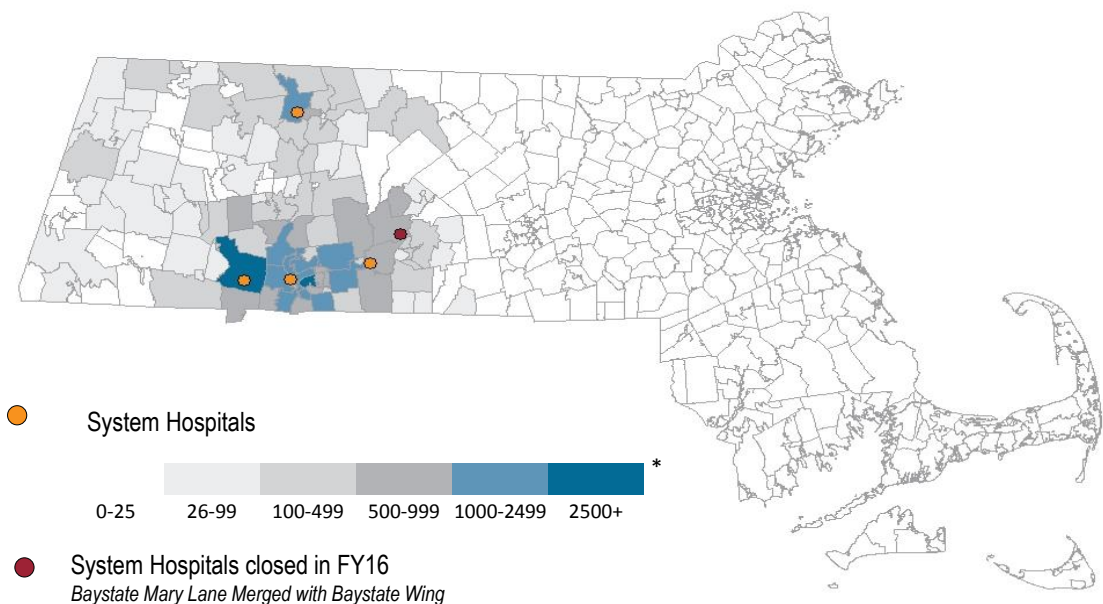 System Hospitals
*
0-25 26-99 100-499 500-999 1000-2499 2500+
System Hospitals closed in FY16
Baystate Mary Lane Merged with Baystate Wing